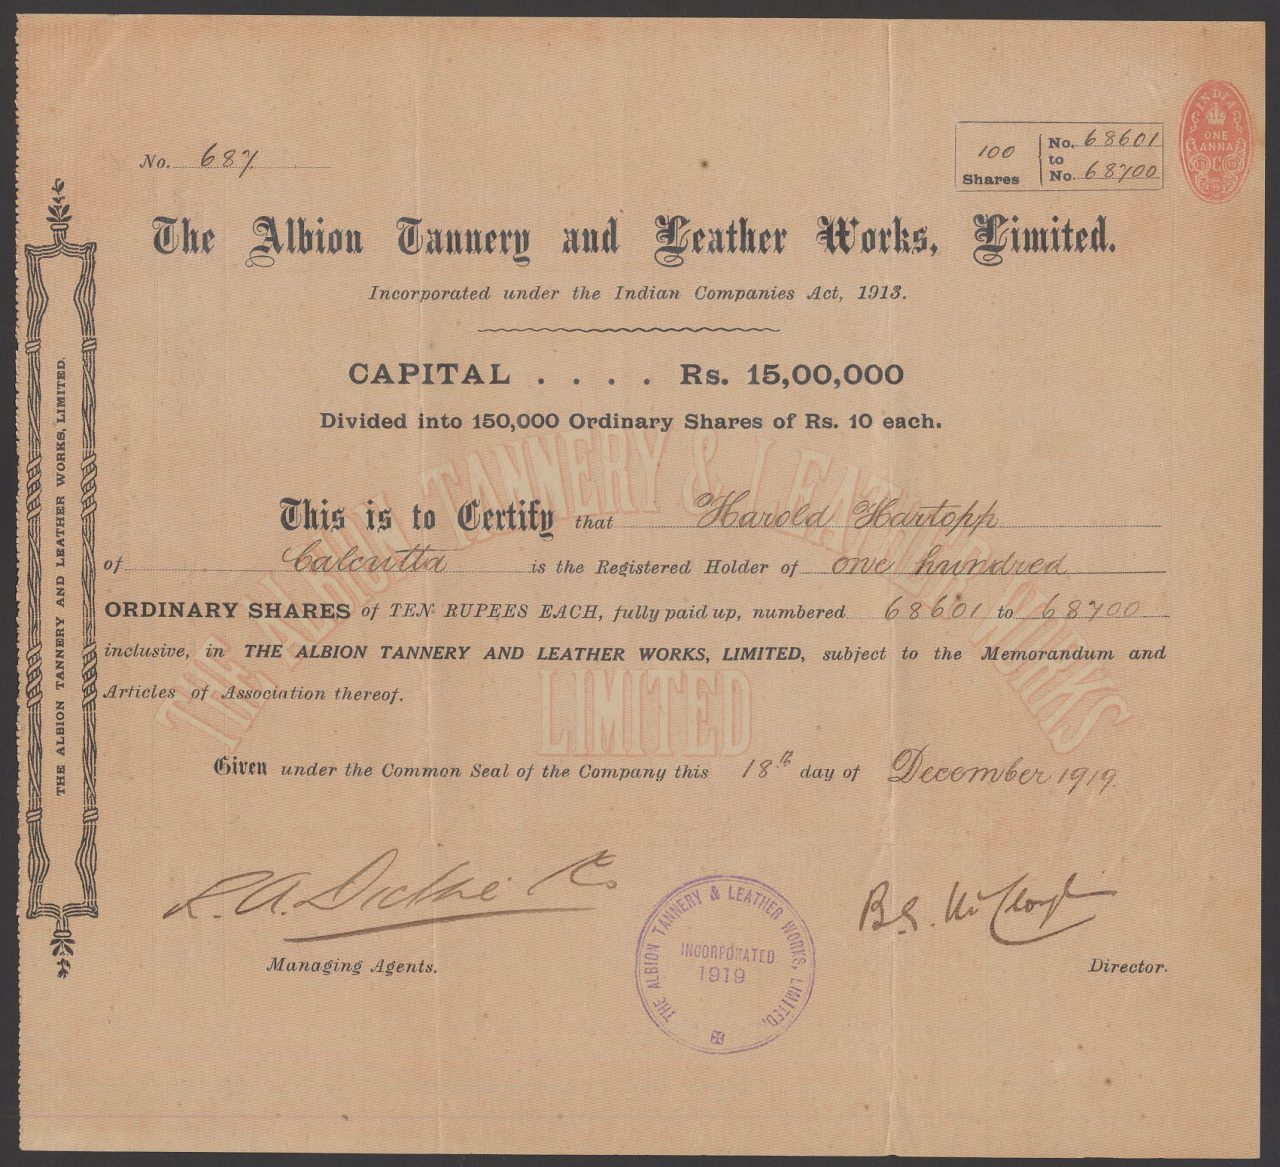 No. 687
100 Shares
No. 68601
to
No. 68700
INDIA
ONE ANNA
The Albion Tannery and Leather Works, Limited.
Incorporated under the Indian Companies Act, 1913.
CAPITAL . . . . Rs. 15,00,000
Divided into 150,000 Ordinary Shares of Rs. 10 each.
This is to Certify that Harold Hartopp
of Calcutta is the Registered Holder of one hundred
ORDINARY SHARES of TEN RUPEES EACH, fully paid up, numbered 68601 to 68700
inclusive, in THE ALBION TANNERY AND LEATHER WORKS, LIMITED, subject to the Memorandum and
Articles of Association thereof.
Given under the Common Seal of the Company this 18th day of December 1919.
Managing Agents.
Director.
THE ALBION TANNERY & LEATHER WORKS, LIMITED,
INCORPORATED
1919
THE ALBION TANNERY AND LEATHER WORKS, LIMITED.
THE ALBION TANNERY & LEATHER WORKS
LIMITED